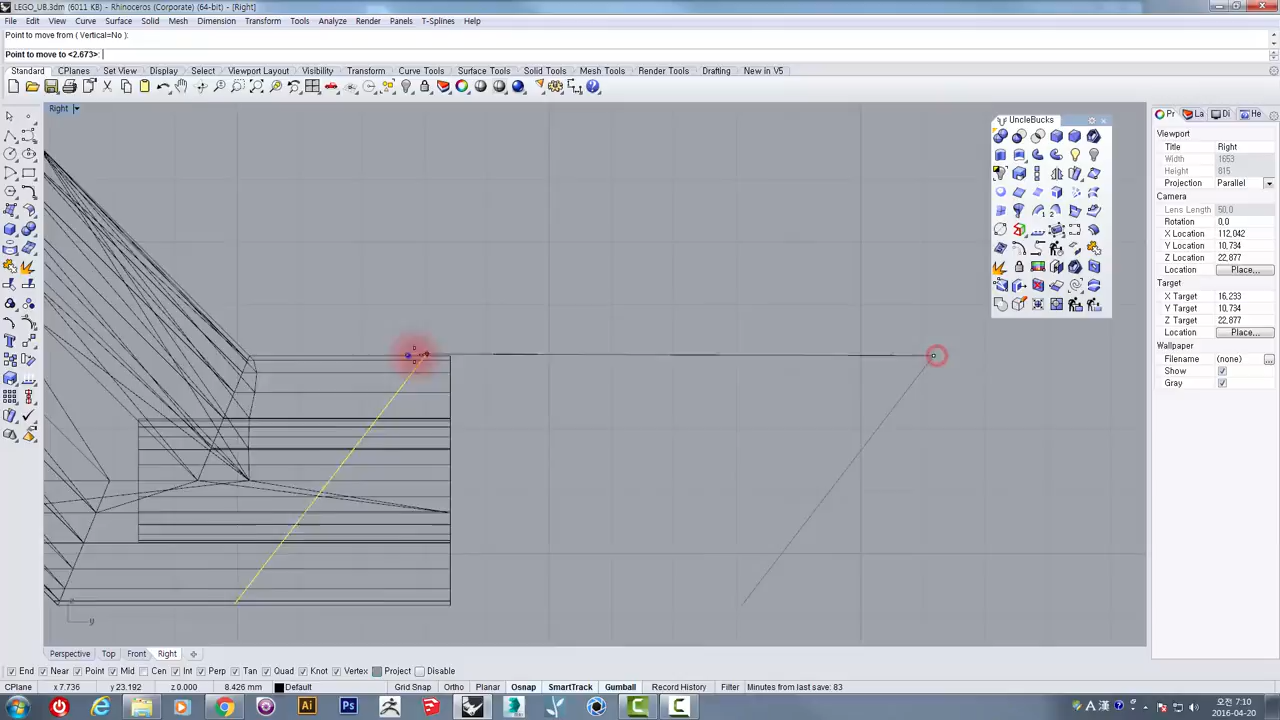 LEGO_UB.3dm (6011 KB) - Rhinoceros (Corporate) (64-bit) - [Right]
File Edit View Curve Surface Solid Mesh Dimension Transform Tools Analyze Render Panels T-Splines Help
Point to move from ( Vertical=No ):
Point to move to <2.673>:
Standard CPlanes Set View Display Select Viewport Layout Visibility Transform Curve Tools Surface Tools Solid Tools Mesh Tools Render Tools Drafting New in V5
Right
UncleBucks
Pr La Di He
Viewport
Title Right
Width 1653
Height 815
Projection Parallel
Camera
Lens Length 50.0
Rotation 0.0
X Location 112.042
Y Location 10.734
Z Location 22.877
Location Place...
Target
X Target 16.233
Y Target 10.734
Z Target 22.877
Location Place...
Wallpaper
Filename (none) ...
Show
Gray
y
Perspective Top Front Right
End Near Point Mid Cen Int Perp Tan Quad Knot Vertex Project Disable
CPlane x 7.736 y 23.192 z 0.000 8.426 mm Default Grid Snap Ortho Planar Osnap SmartTrack Gumball Record History Filter Minutes from last save: 83
Ai Ps A 漢 오전 7:10
2016-04-20